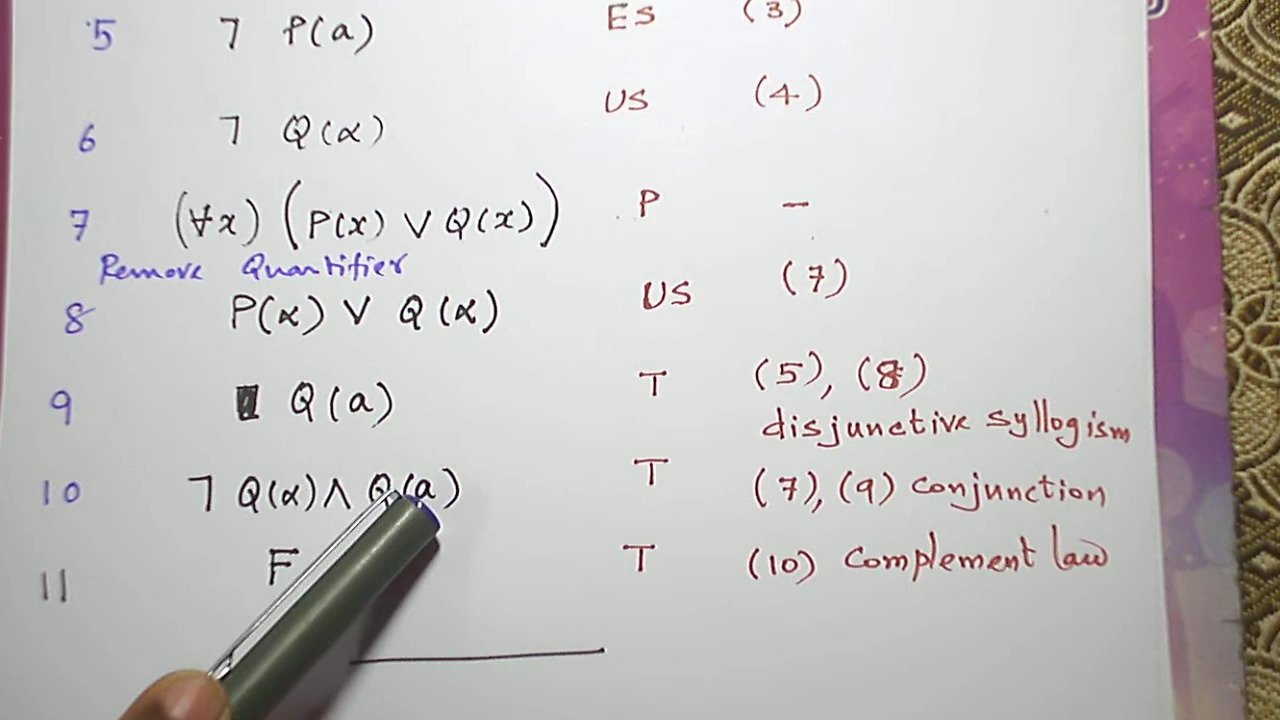 5 ㄱ P(a) ES (3)
6 ㄱ Q(α) US (4)
7 (∀x) (P(x) ∨ Q(x)) P —
Remove Quantifier
8 P(α) ∨ Q(α) US (7)
9 Q(a) T (5), (8)
disjunctive syllogism
10 ㄱ Q(α) ∧ Q(a) T (7), (9) conjunction
11 F T (10) Complement law